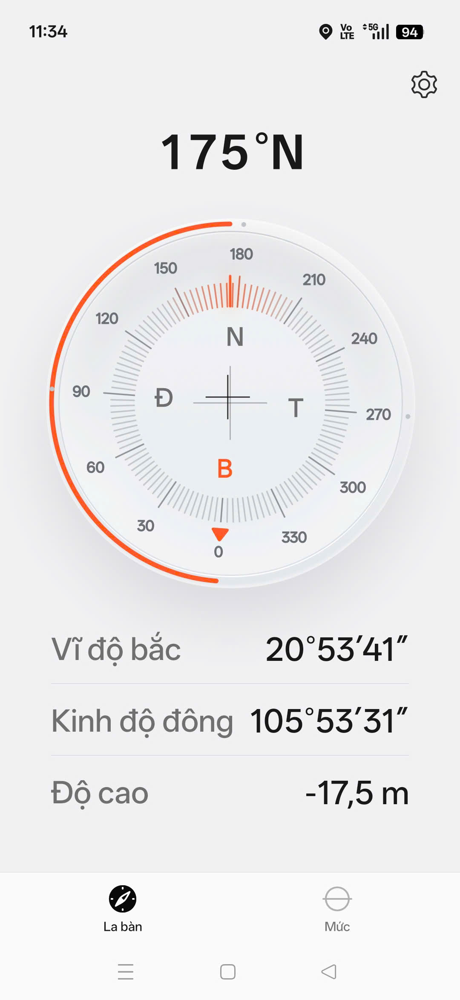 11:34
Vo
LTE
5G
94
175°N
180
150
210
120
240
N
90
Đ
T
270
60
B
300
30
330
0
Vĩ độ bắc 20°53′41″
Kinh độ đông 105°53′31″
Độ cao -17,5 m
La bàn Mức